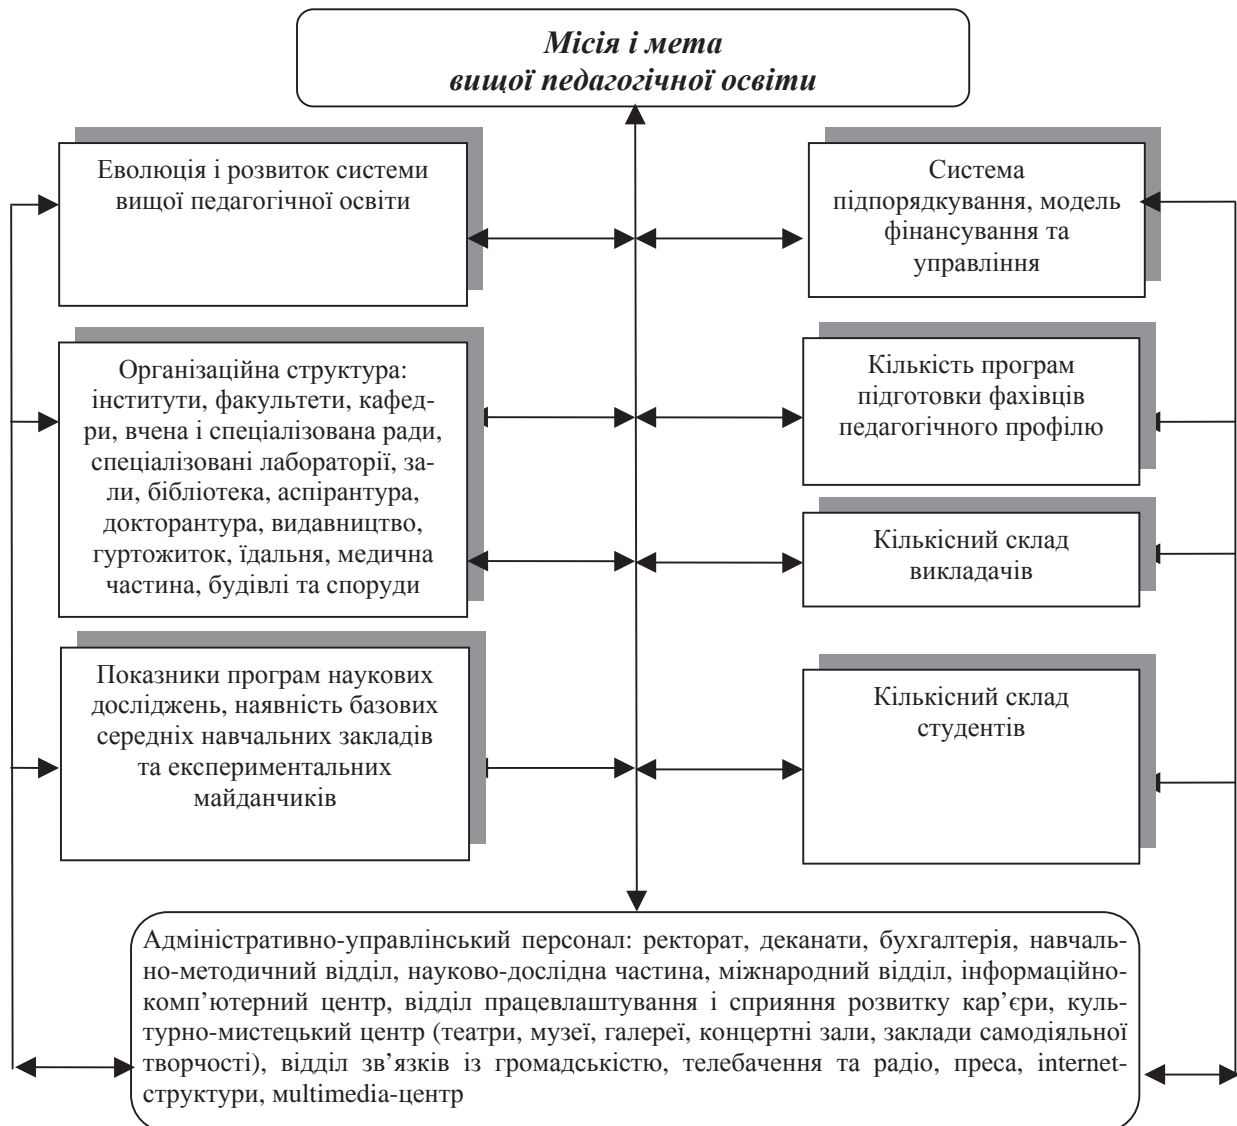 Місія і мета
вищої педагогічної освіти
Еволюція і розвиток системи
вищої педагогічної освіти
Система
підпорядкування, модель
фінансування та
управління
Організаційна структура:
інститути, факультети, кафед-
ри, вчена і спеціалізована ради,
спеціалізовані лабораторії, за-
ли, бібліотека, аспірантура,
докторантура, видавництво,
гуртожиток, їдальня, медична
частина, будівлі та споруди
Кількість програм
підготовки фахівців
педагогічного профілю
Кількісний склад
викладачів
Показники програм наукових
досліджень, наявність базових
середніх навчальних закладів
та експериментальних
майданчиків
Кількісний склад
студентів
Адміністративно-управлінський персонал: ректорат, деканати, бухгалтерія, навчаль-
но-методичний відділ, науково-дослідна частина, міжнародний відділ, інформаційно-
комп’ютерний центр, відділ працевлаштування і сприяння розвитку кар’єри, куль-
турно-мистецький центр (театри, музеї, галереї, концертні зали, заклади самодіяльної
творчості), відділ зв’язків із громадськістю, телебачення та радіо, преса, internet-
структури, мultimedia-центр